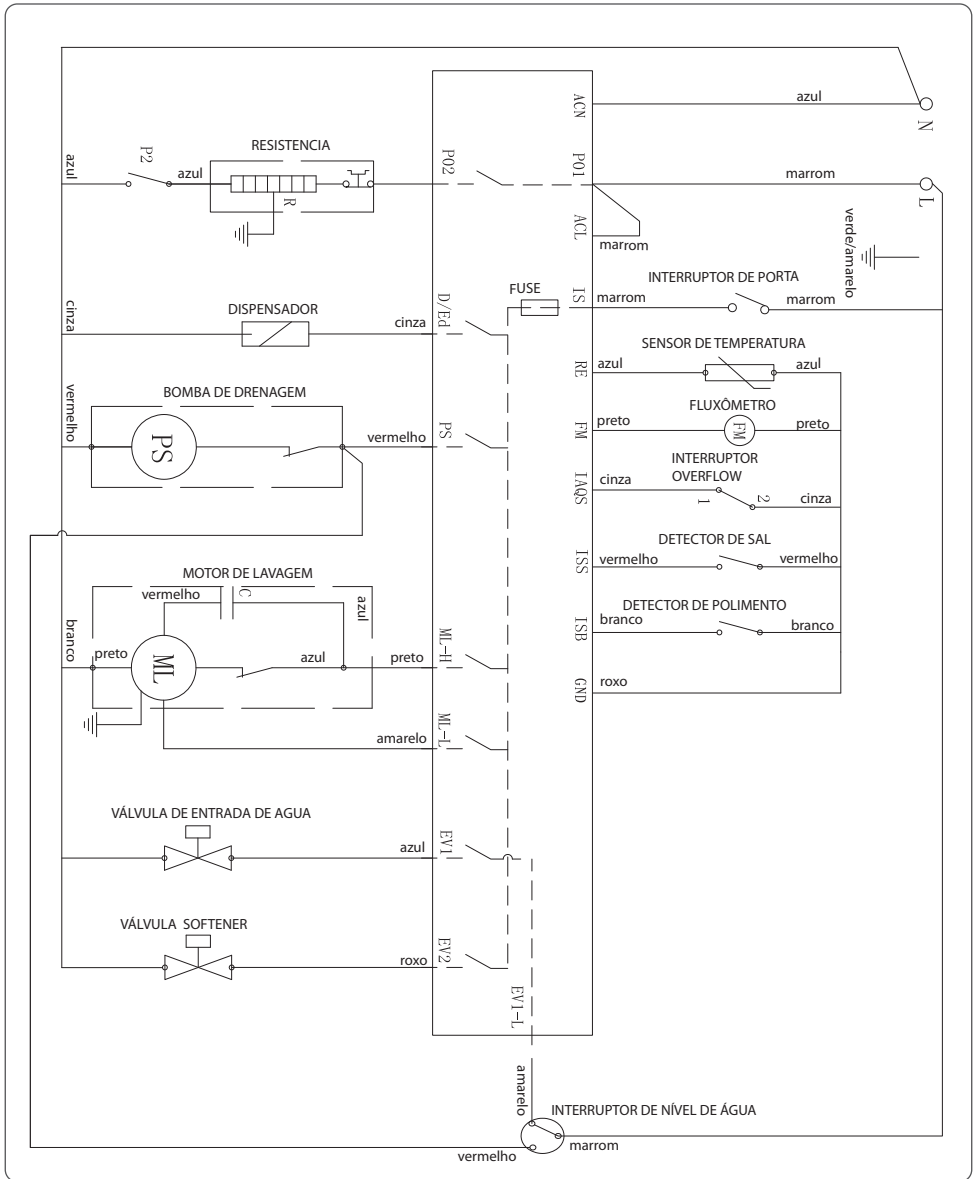 ACN
azul
N
RESISTENCIA
P2
azul
azul
R
P02
P01
marrom
L
ACL
marrom
verde/amarelo
FUSE
IS
marrom
INTERRUPTOR DE PORTA
marrom
DISPENSADOR
cinza
cinza
D/Ed
SENSOR DE TEMPERATURA
RE
azul
azul
BOMBA DE DRENAGEM
vermelho
PS
vermelho
PS
FLUXÔMETRO
FM
preto
FM
preto
INTERRUPTOR
OVERFLOW
IAQS
cinza
1
2
cinza
DETECTOR DE SAL
ISS
vermelho
vermelho
MOTOR DE LAVAGEM
vermelho
C
azul
branco
preto
ML
azul
preto
ML-H
DETECTOR DE POLIMENTO
ISB
branco
branco
GND
roxo
amarelo
ML-L
VÁLVULA DE ENTRADA DE AGUA
azul
EV1
VÁLVULA SOFTENER
roxo
EV2
EV1-L
amarelo
INTERRUPTOR DE NÍVEL DE ÁGUA
marrom
vermelho